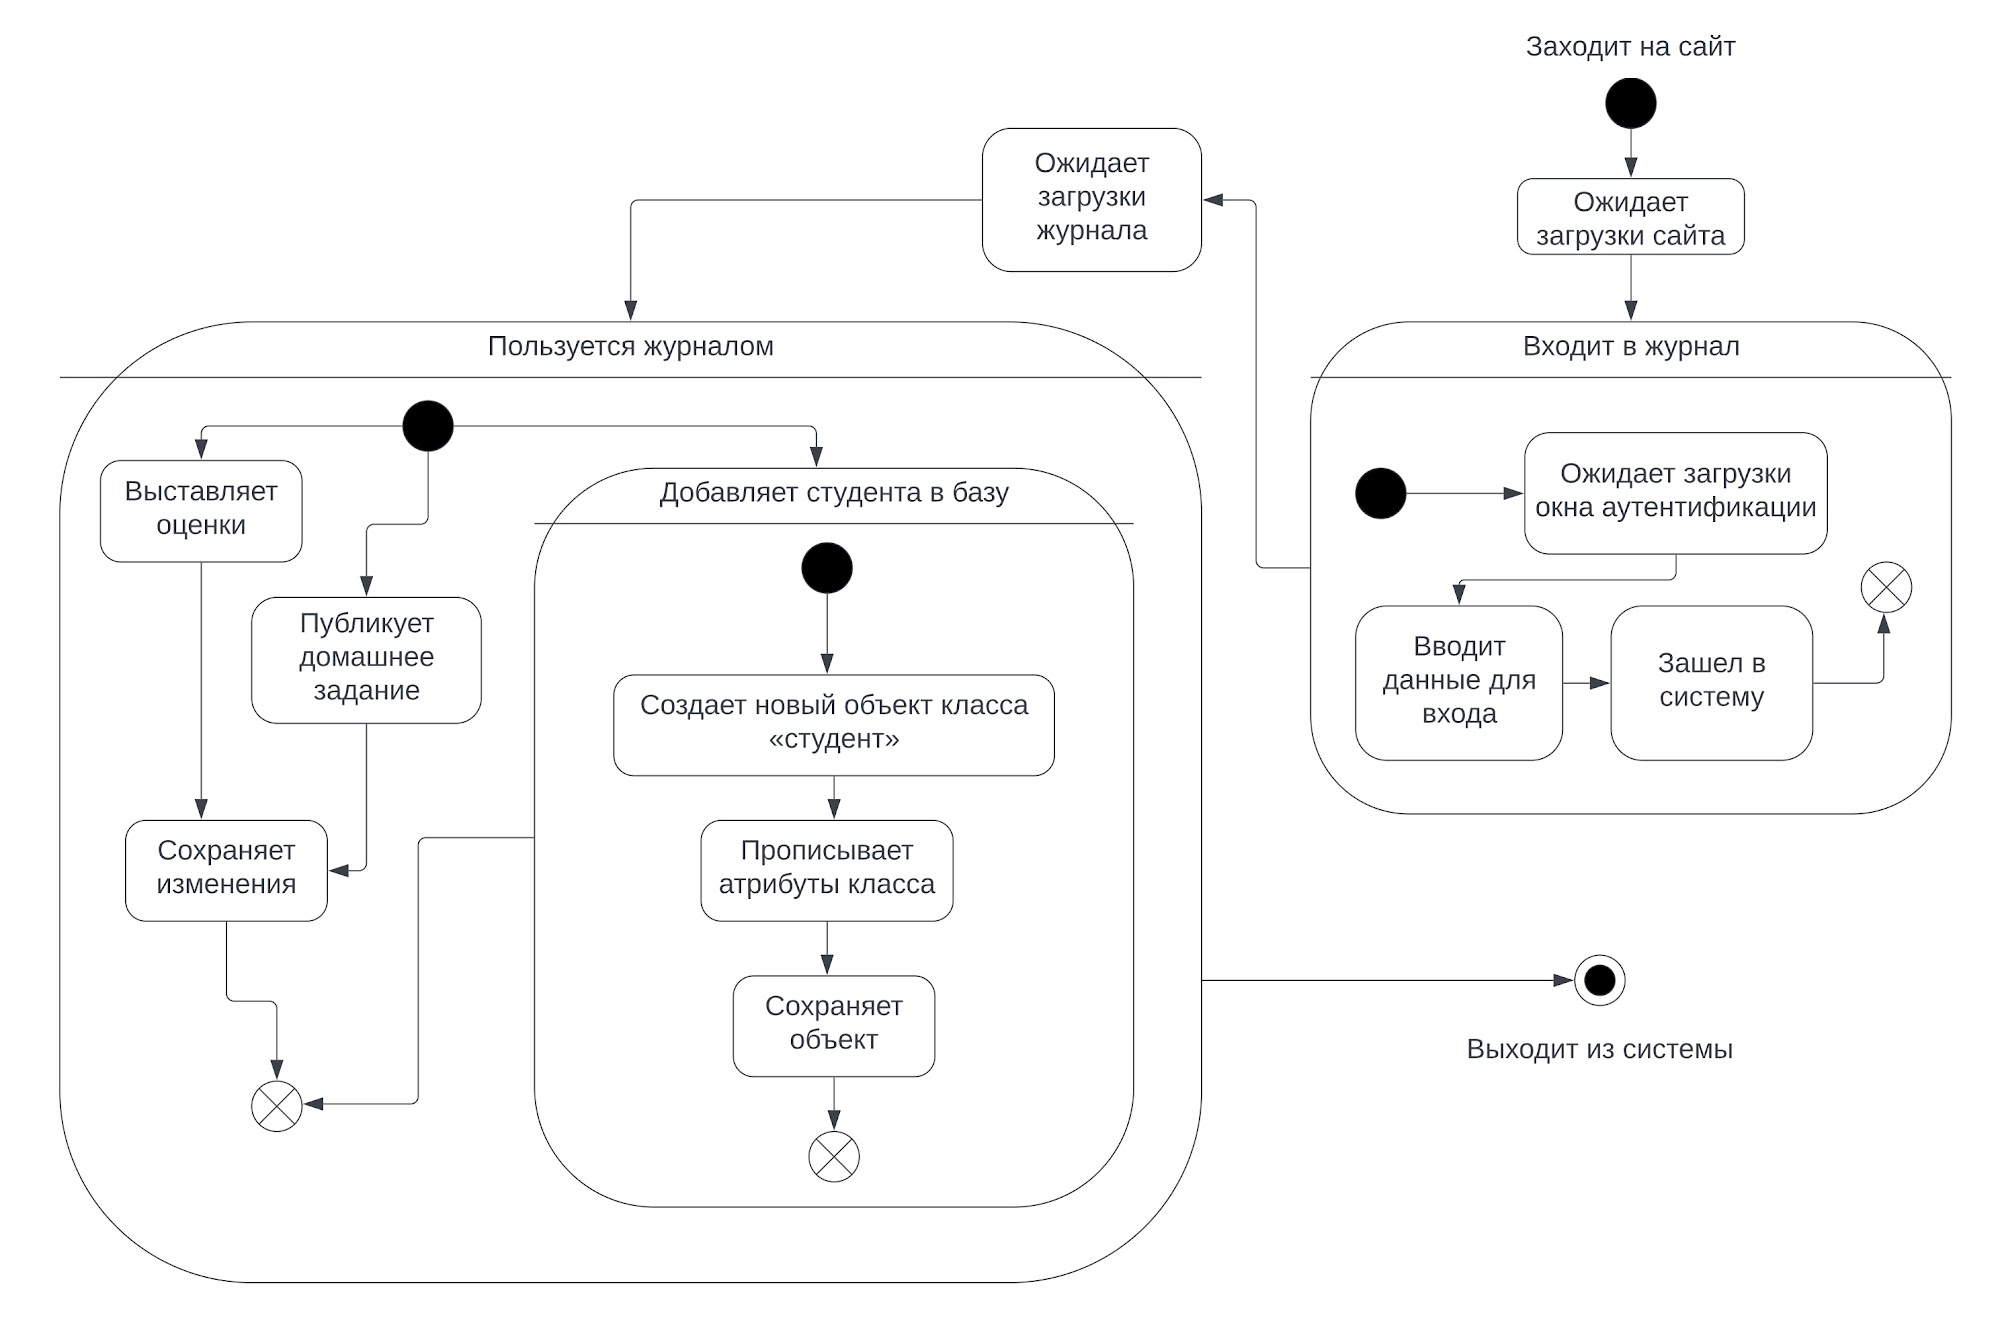 Заходит на сайт
Ожидает
загрузки сайта
Ожидает
загрузки
журнала
Входит в журнал
Ожидает загрузки
окна аутентификации
Вводит
данные для
входа
Зашел в
систему
Пользуется журналом
Выставляет
оценки
Публикует
домашнее
задание
Сохраняет
изменения
Добавляет студента в базу
Создает новый объект класса
«студент»
Прописывает
атрибуты класса
Сохраняет
объект
Выходит из системы